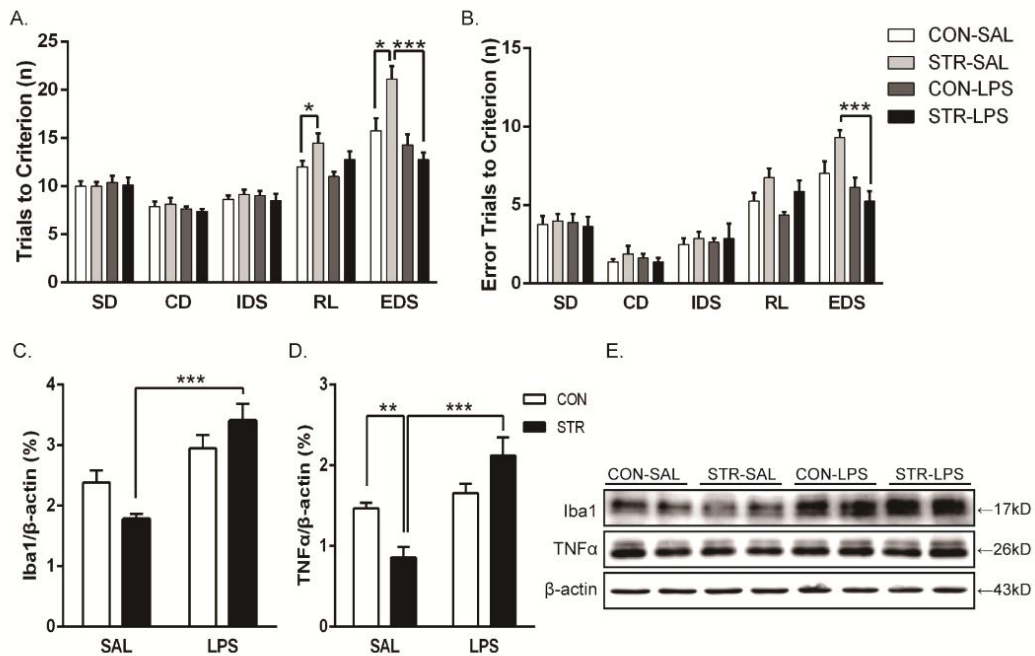 A.
Trials to Criterion (n)
25
20
15
10
5
0
* ***
*
SD CD IDS RL EDS
B.
Error Trials to Criterion (n)
15
10
5
0
***
SD CD IDS RL EDS
CON-SAL
STR-SAL
CON-LPS
STR-LPS
C.
Iba1/β-actin (%)
4
3
2
1
0
***
SAL LPS
D.
TNFα/β-actin (%)
3
2
1
0
** ***
SAL LPS
CON
STR
E.
CON-SAL STR-SAL CON-LPS STR-LPS
Iba1 ←17kD
TNFα ←26kD
β-actin ←43kD